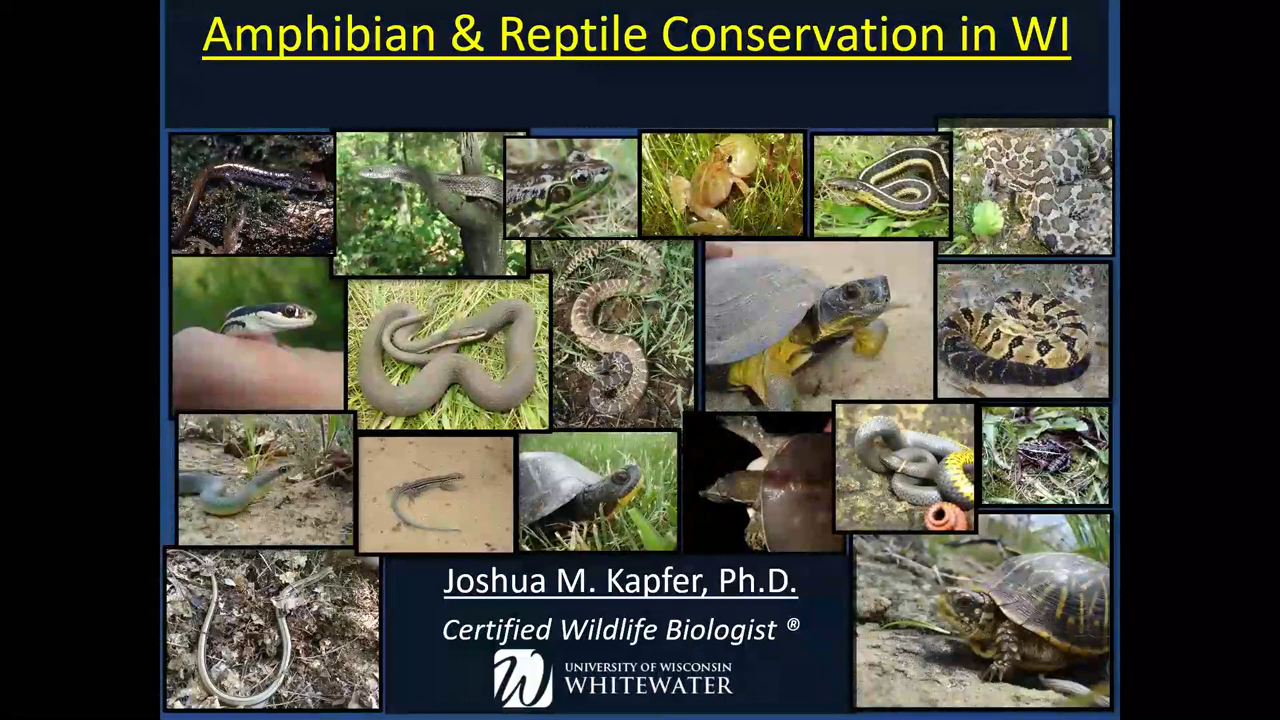 Amphibian & Reptile Conservation in WI
Joshua M. Kapfer, Ph.D.
Certified Wildlife Biologist ®
W
UNIVERSITY OF WISCONSIN
WHITEWATER